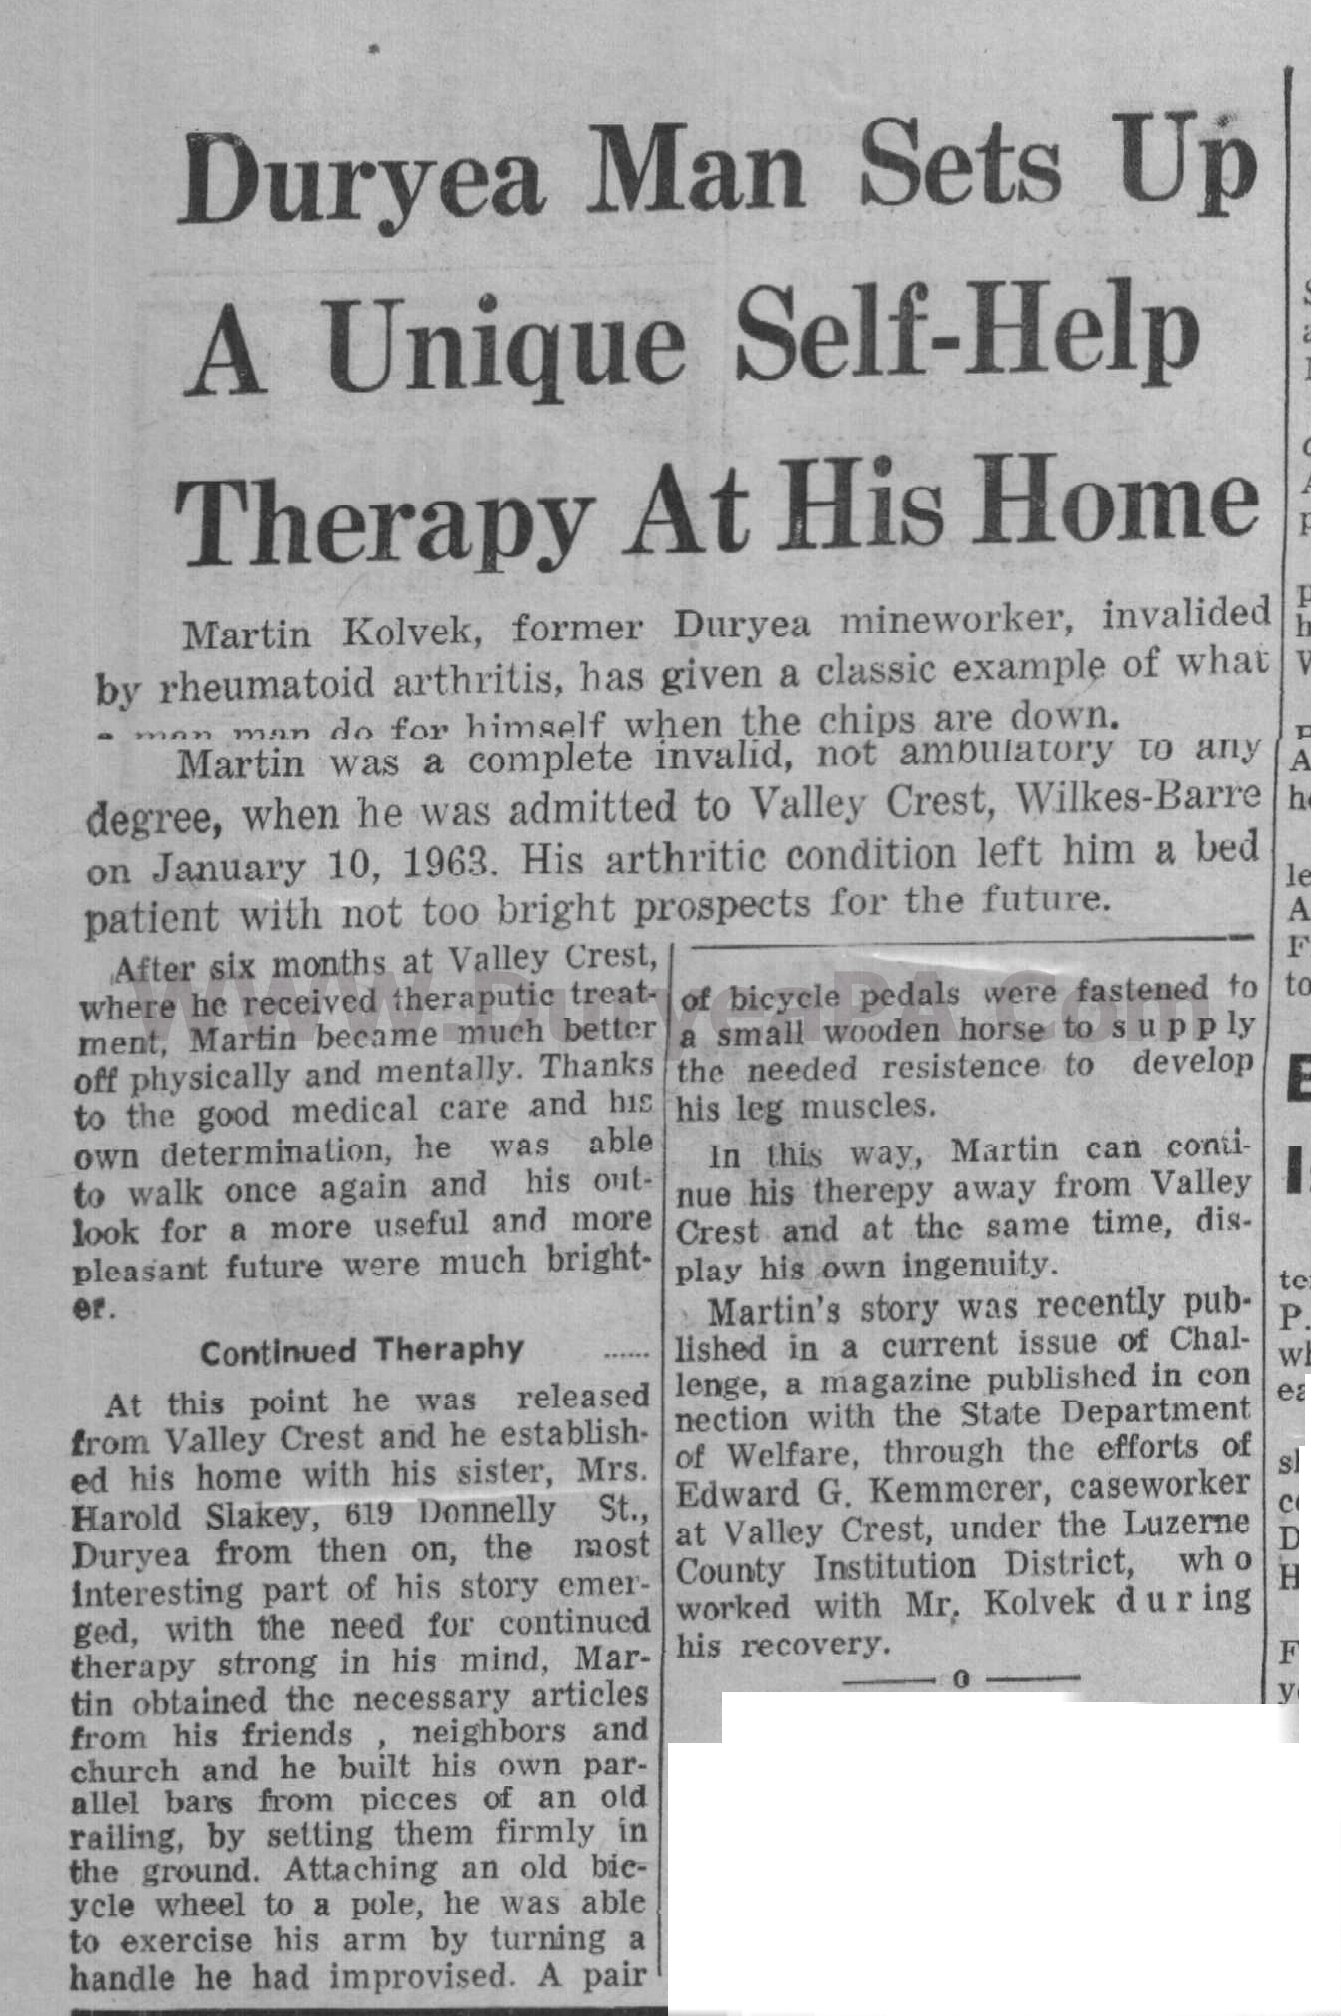 Duryea Man Sets Up
A Unique Self-Help
Therapy At His Home
Martin Kolvek, former Duryea mineworker, invalided
by rheumatoid arthritis, has given a classic example of what
a man man do for himself when the chips are down.
Martin was a complete invalid, not ambulatory to any
degree, when he was admitted to Valley Crest, Wilkes-Barre
on January 10, 1963. His arthritic condition left him a bed
patient with not too bright prospects for the future.
After six months at Valley Crest,
where he received theraputic treat-
ment, Martin became much better
off physically and mentally. Thanks
to the good medical care and his
own determination, he was able
to walk once again and his out-
look for a more useful and more
pleasant future were much bright-
er.
Continued Theraphy ......
At this point he was released
from Valley Crest and he establish-
ed his home with his sister, Mrs.
Harold Slakey, 619 Donnelly St.,
Duryea from then on, the most
interesting part of his story emer-
ged, with the need for continued
therapy strong in his mind, Mar-
tin obtained the necessary articles
from his friends , neighbors and
church and he built his own par-
allel bars from pieces of an old
railing, by setting them firmly in
the ground. Attaching an old bic-
ycle wheel to a pole, he was able
to exercise his arm by turning a
handle he had improvised. A pair
of bicycle pedals were fastened to
a small wooden horse to supply
the needed resistence to develop
his leg muscles.
In this way, Martin can conti-
nue his therepy away from Valley
Crest and at the same time, dis-
play his own ingenuity.
Martin's story was recently pub-
lished in a current issue of Chal-
lenge, a magazine published in con
nection with the State Department
of Welfare, through the efforts of
Edward G. Kemmerer, caseworker
at Valley Crest, under the Luzerne
County Institution District, who
worked with Mr. Kolvek during
his recovery.
O
www.DuryeaPA.com